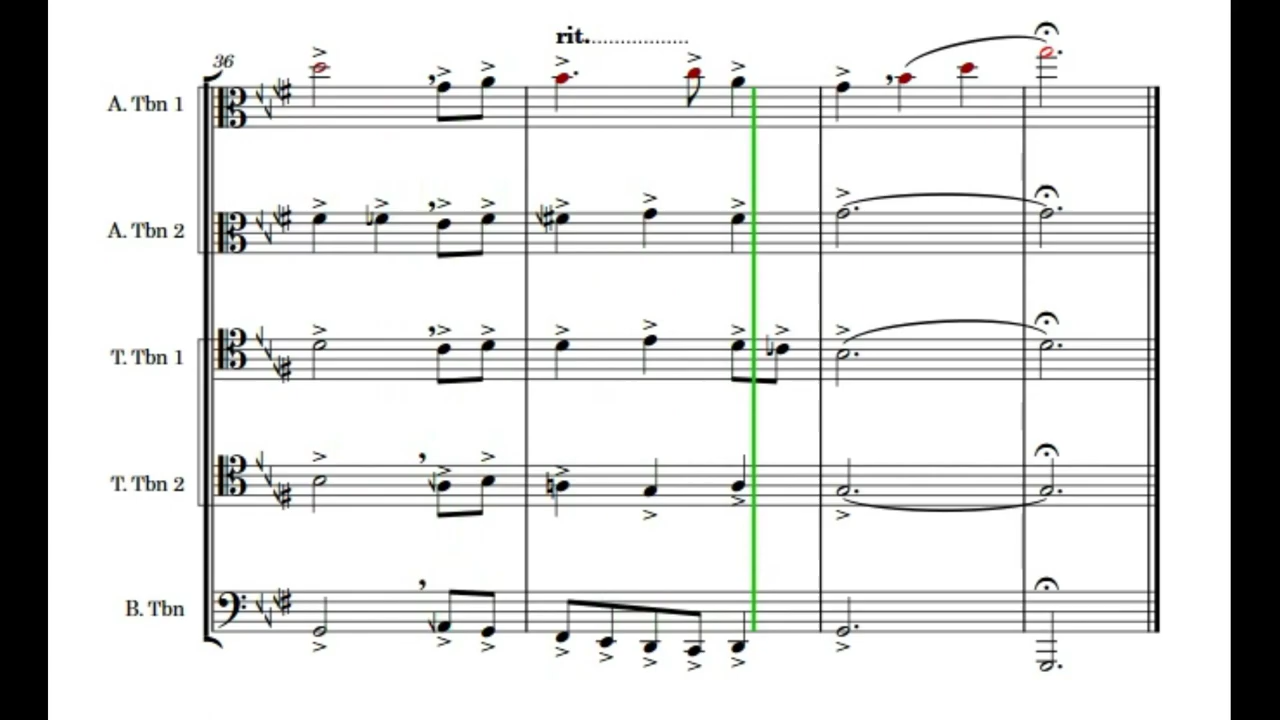 rit.
36
A. Tbn 1
A. Tbn 2
T. Tbn 1
T. Tbn 2
B. Tbn